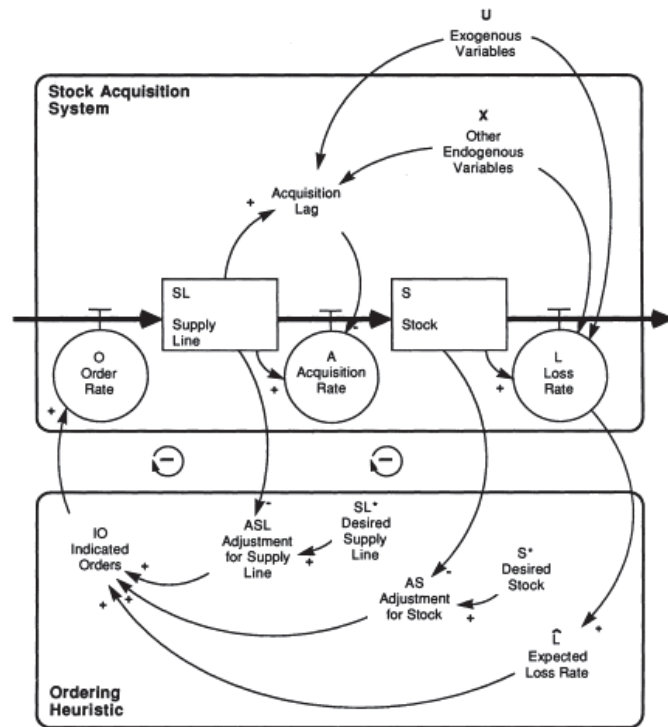 U
Exogenous
Variables
Stock Acquisition
System
X
Other
Endogenous
Variables
+
Acquisition
Lag
SL
Supply
Line
S
Stock
-
O
Order
Rate
A
Acquisition
Rate
L
Loss
Rate
+
+
+
-
-
IO
Indicated
Orders
-
ASL
Adjustment
for Supply
Line
SL*
Desired
Supply
Line
+
+
+
+
-
AS
Adjustment
for Stock
S*
Desired
Stock
+
+
L̂
Expected
Loss Rate
Ordering
Heuristic